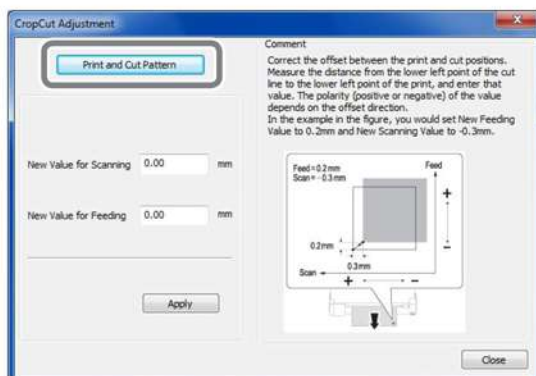 CropCut Adjustment
Print and Cut Pattern
New Value for Scanning 0.00 mm
New Value for Feeding 0.00 mm
Apply
Comment
Correct the offset between the print and cut positions.
Measure the distance from the lower left point of the cut
line to the lower left point of the print, and enter that
value. The polarity (positive or negative) of the value
depends on the offset direction.
In the example in the figure, you would set New Feeding
Value to 0.2mm and New Scanning Value to -0.3mm.
Feed=0.2mm
Scan=-0.3mm
Feed
+
−
0.2mm
0.3mm
Scan
+ −
Close